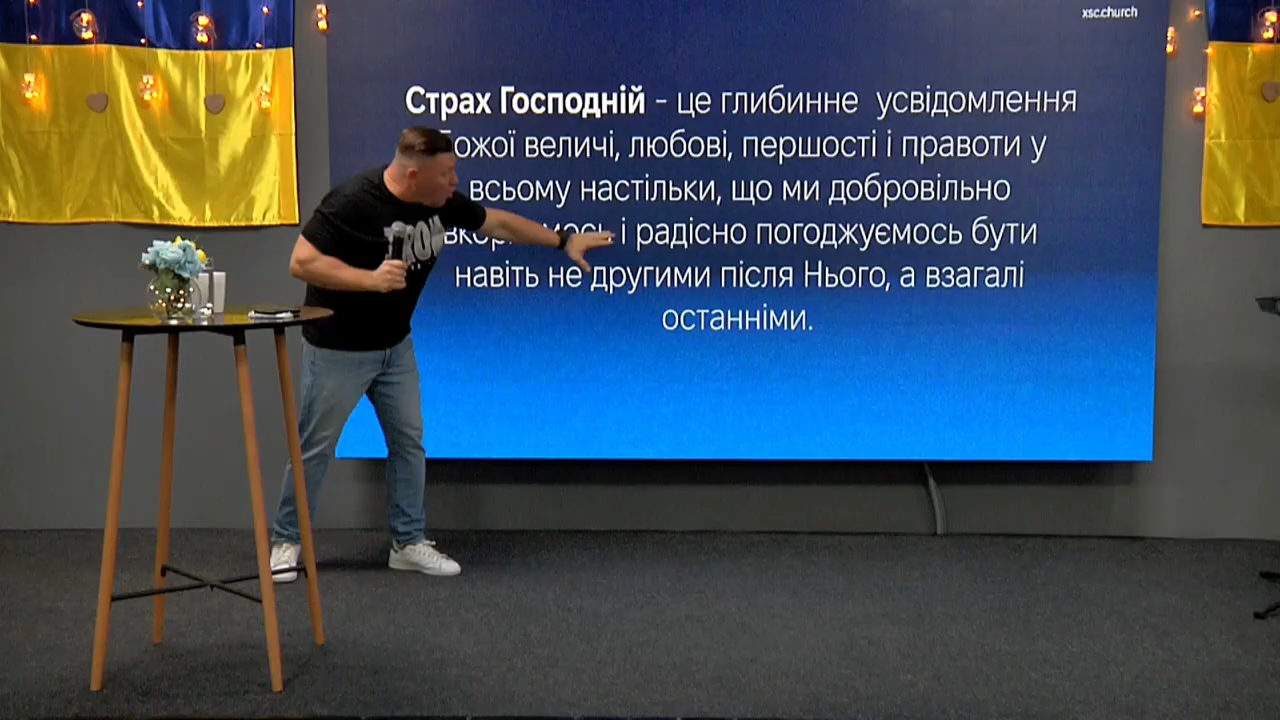 xsc.church
Страх Господній - це глибинне усвідомлення
величі, любові, першості і правоти у
всьому настільки, що ми добровільно
і радісно погоджуємось бути
навіть не другими після Нього, а взагалі
останніми.